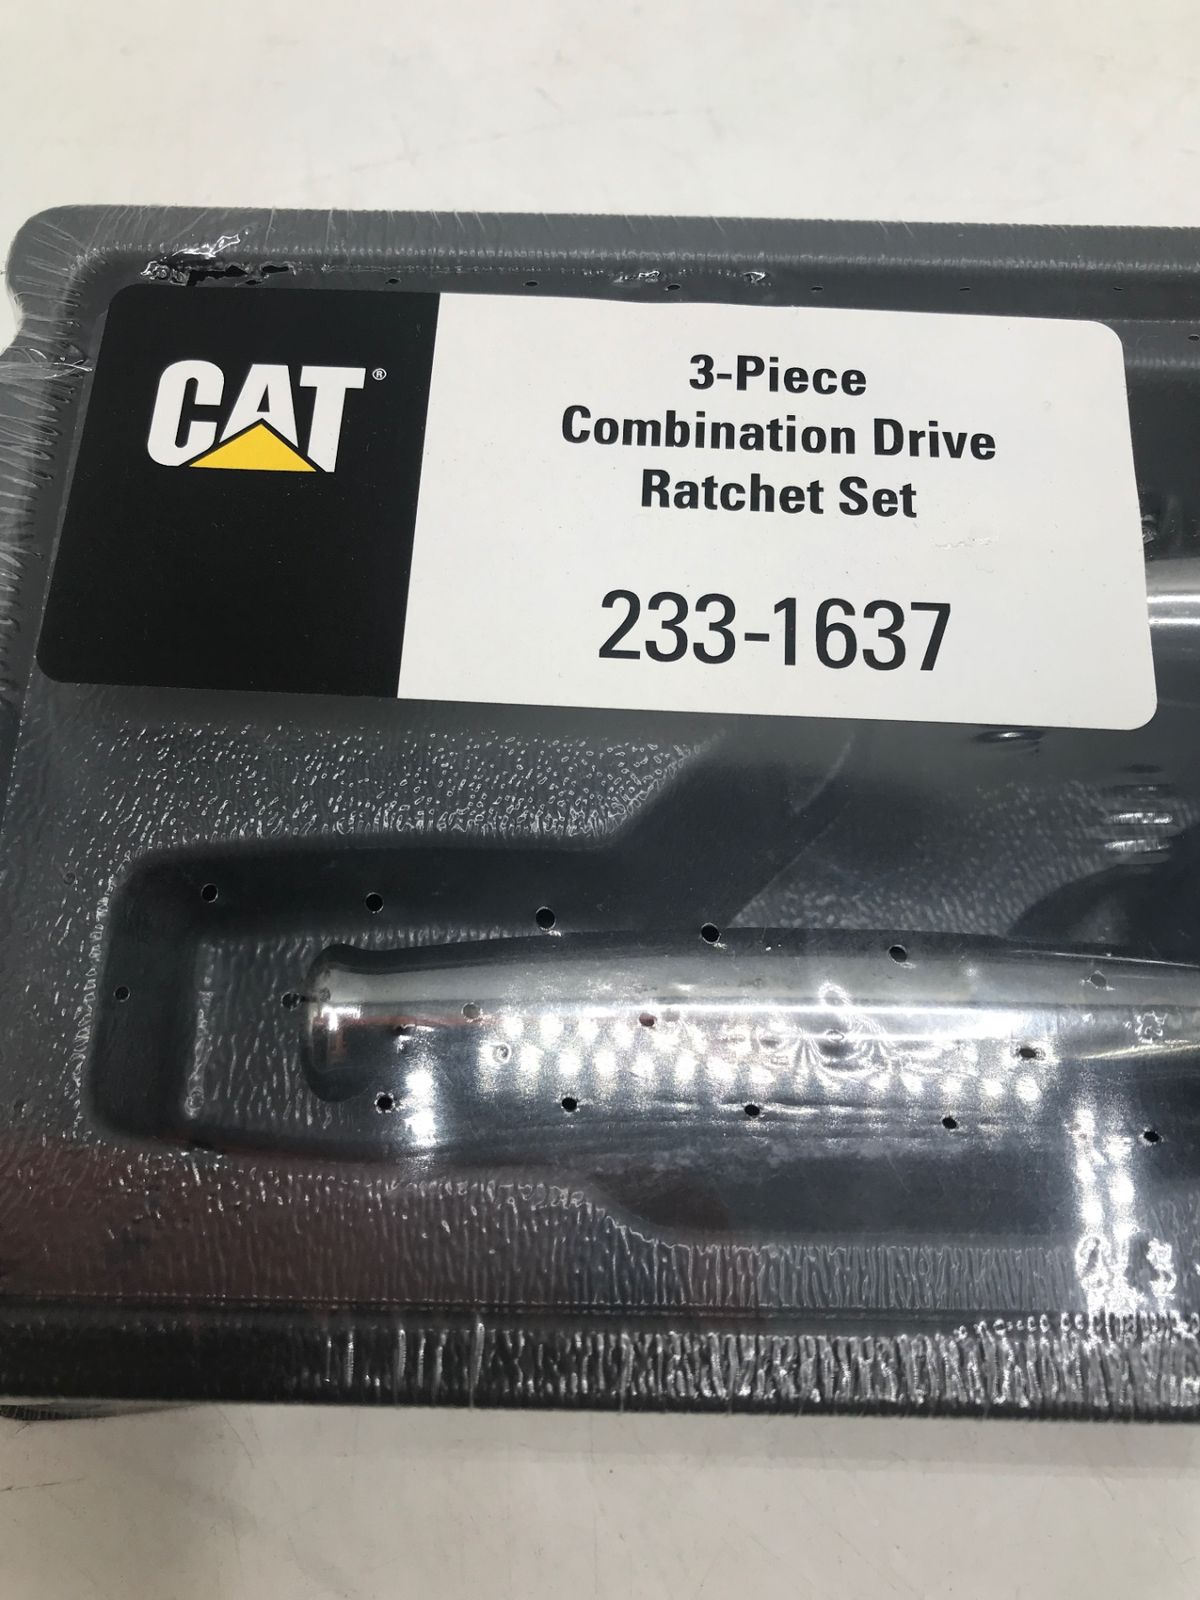 CAT®
3-Piece
Combination Drive
Ratchet Set
233-1637